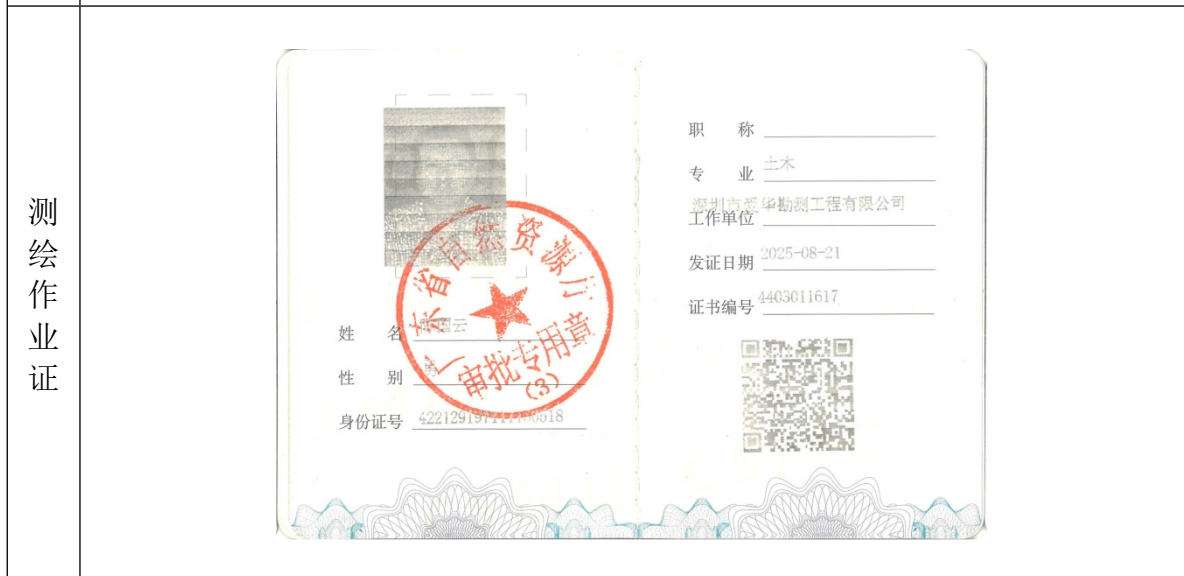 测绘作业证
广东省自然资源厅
审批专用章
(3)
姓 名
性 别 男
身份证号
职 称
专 业 土木
工作单位 深圳市爱华勘测工程有限公司
发证日期 2025-08-21
证书编号 4403011617